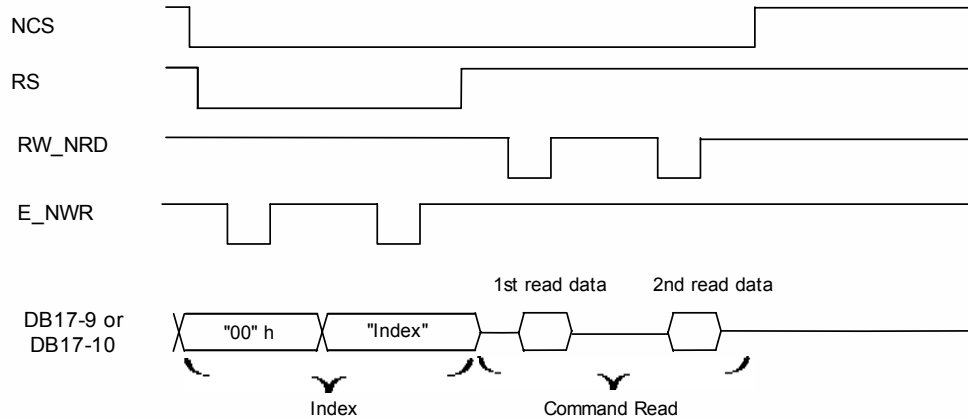 NCS
RS
RW_NRD
E_NWR
1st read data
2nd read data
DB17-9 or
DB17-10
"00" h
"Index"
Index
Command Read